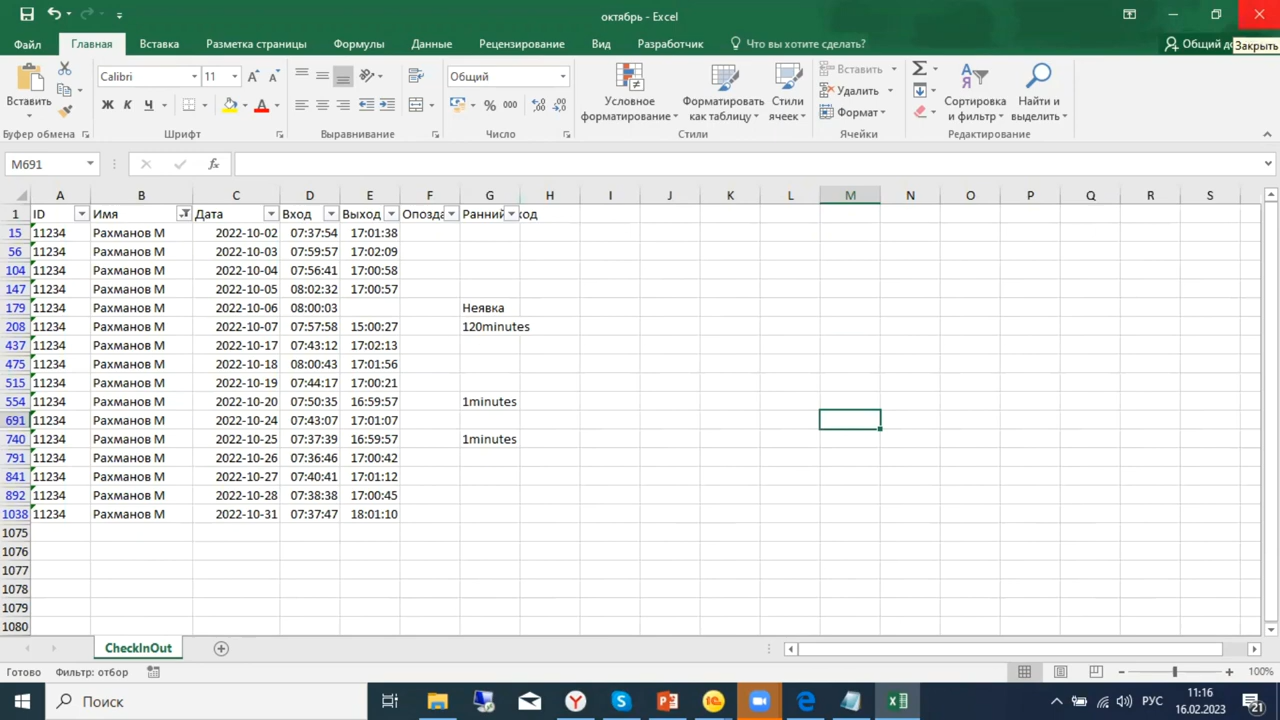 октябрь - Excel
Закрыть
Файл Главная Вставка Разметка страницы Формулы Данные Рецензирование Вид Разработчик Что вы хотите сделать? Общий до
Вставить
Calibri 11
Ж К Ч
Общий
% 000
Условное форматирование
Форматировать как таблицу
Стили ячеек
Вставить
Удалить
Формат
Сортировка и фильтр
Найти и выделить
Буфер обмена Шрифт Выравнивание Число Стили Ячейки Редактирование
M691 fx
A B C D E F G H I J K L M N O P Q R S
1 ID Имя Дата Вход Выход Опозда Ранний ход
15 11234 Рахманов М 2022-10-02 07:37:54 17:01:38
56 11234 Рахманов М 2022-10-03 07:59:57 17:02:09
104 11234 Рахманов М 2022-10-04 07:56:41 17:00:58
147 11234 Рахманов М 2022-10-05 08:02:32 17:00:57
179 11234 Рахманов М 2022-10-06 08:00:03 Неявка
208 11234 Рахманов М 2022-10-07 07:57:58 15:00:27 120minutes
437 11234 Рахманов М 2022-10-17 07:43:12 17:02:13
475 11234 Рахманов М 2022-10-18 08:00:43 17:01:56
515 11234 Рахманов М 2022-10-19 07:44:17 17:00:21
554 11234 Рахманов М 2022-10-20 07:50:35 16:59:57 1minutes
691 11234 Рахманов М 2022-10-24 07:43:07 17:01:07
740 11234 Рахманов М 2022-10-25 07:37:39 16:59:57 1minutes
791 11234 Рахманов М 2022-10-26 07:36:46 17:00:42
841 11234 Рахманов М 2022-10-27 07:40:41 17:01:12
892 11234 Рахманов М 2022-10-28 07:38:38 17:00:45
1038 11234 Рахманов М 2022-10-31 07:37:47 18:01:10
1075
1076
1077
1078
1079
1080
CheckInOut
Готово Фильтр: отбор 100%
Поиск РУС 11:16
16.02.2023 21